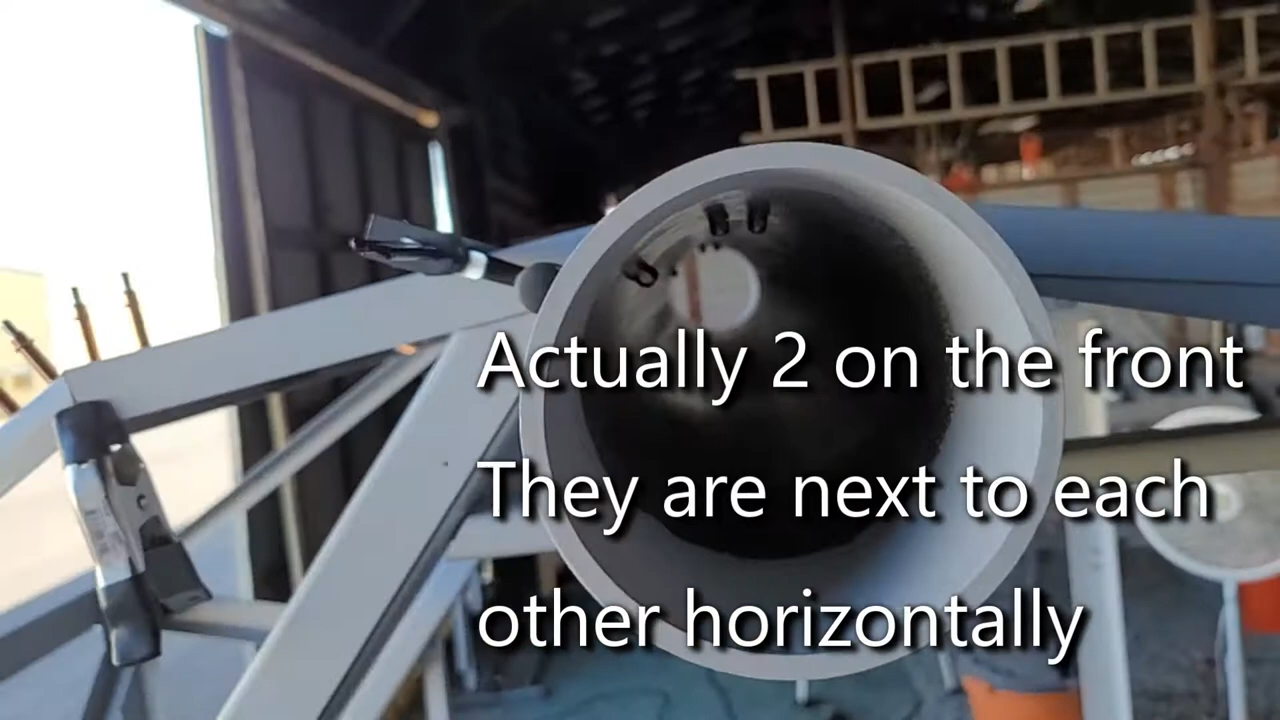 Actually 2 on the front
They are next to each
other horizontally